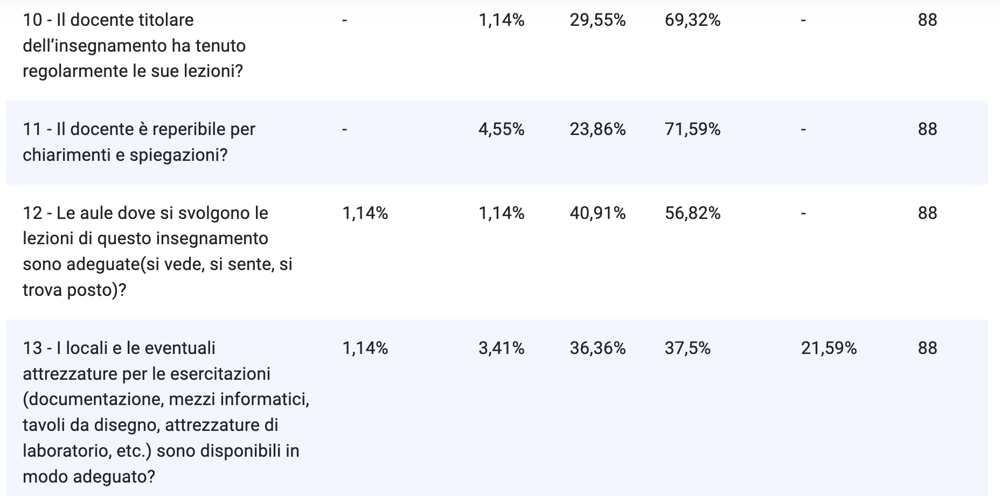 10 - Il docente titolare - 1,14% 29,55% 69,32% - 88
dell’insegnamento ha tenuto
regolarmente le sue lezioni?
11 - Il docente è reperibile per - 4,55% 23,86% 71,59% - 88
chiarimenti e spiegazioni?
12 - Le aule dove si svolgono le 1,14% 1,14% 40,91% 56,82% - 88
lezioni di questo insegnamento
sono adeguate(si vede, si sente, si
trova posto)?
13 - I locali e le eventuali 1,14% 3,41% 36,36% 37,5% 21,59% 88
attrezzature per le esercitazioni
(documentazione, mezzi informatici,
tavoli da disegno, attrezzature di
laboratorio, etc.) sono disponibili in
modo adeguato?